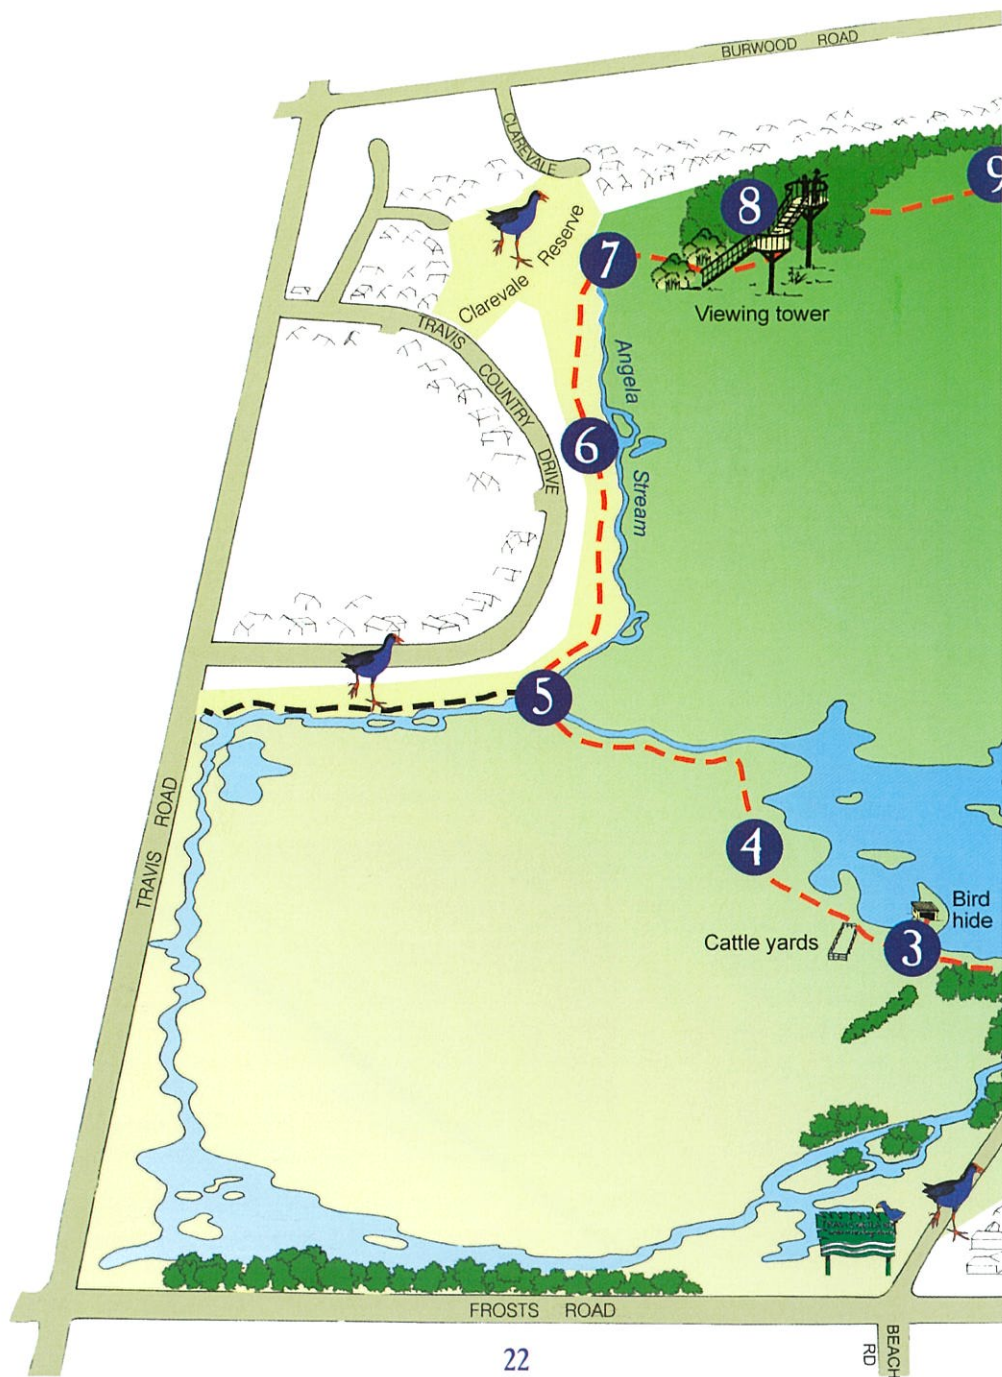 BURWOOD ROAD
CLAREVALE
9
8
Clarevale Reserve
7
Viewing tower
TRAVIS COUNTRY DRIVE
Angela
Stream
6
5
TRAVIS ROAD
4
Bird
hide
Cattle yards
3
FROSTS ROAD
BEACH
RD
22